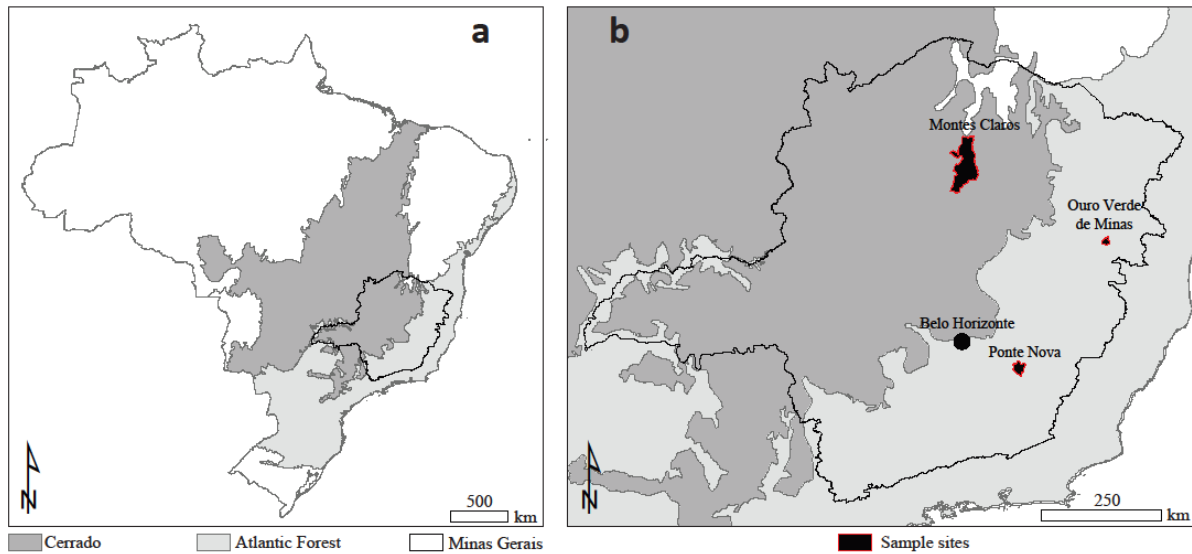 a
b
Montes Claros
Ouro Verde
de Minas
Belo Horizonte
Ponte Nova
N
500
km
N
250
km
Cerrado
Atlantic Forest
Minas Gerais
Sample sites